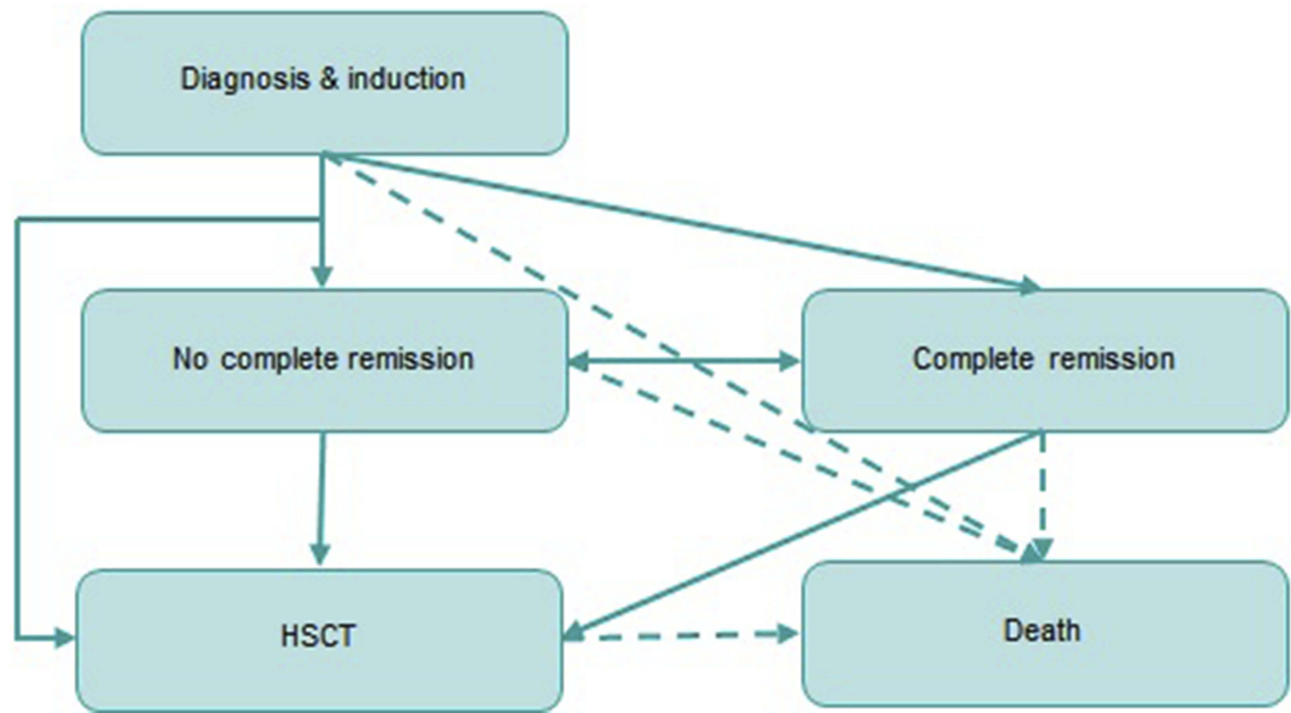 Diagnosis & induction
No complete remission
Complete remission
HSCT
Death